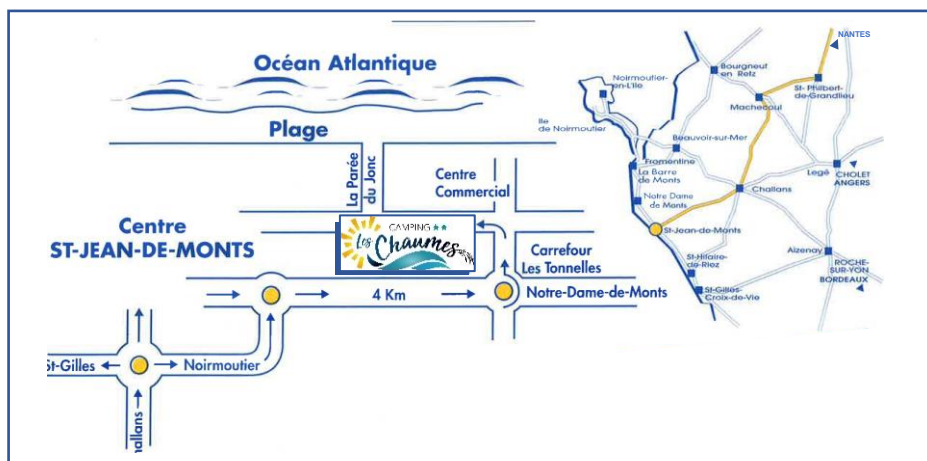 Océan Atlantique
Plage
La Parée
du Jonc
Centre
Commercial
Centre
ST-JEAN-DE-MONTS
CAMPING ★★
Les
Chaumes
Carrefour
Les Tonnelles
4 Km
Notre-Dame-de-Monts
St-Gilles
Noirmoutier
hallans
NANTES
Bourgneuf
en Retz
Noirmoutier-
en-L'île
St- Philbert-
de-Grandlieu
Machecoul
Ile
de Noirmoutier
Beauvoir-sur-Mer
Fromentine
La Barre
de Monts
Legé
CHOLET
ANGERS
Challans
Notre Dame
de Monts
St-Jean-de-Monts
Aizenay
St-Hilaire-
de-Riez
ROCHE-
SUR-YON
BORDEAUX
St-Gilles-
Croix-de-Vie